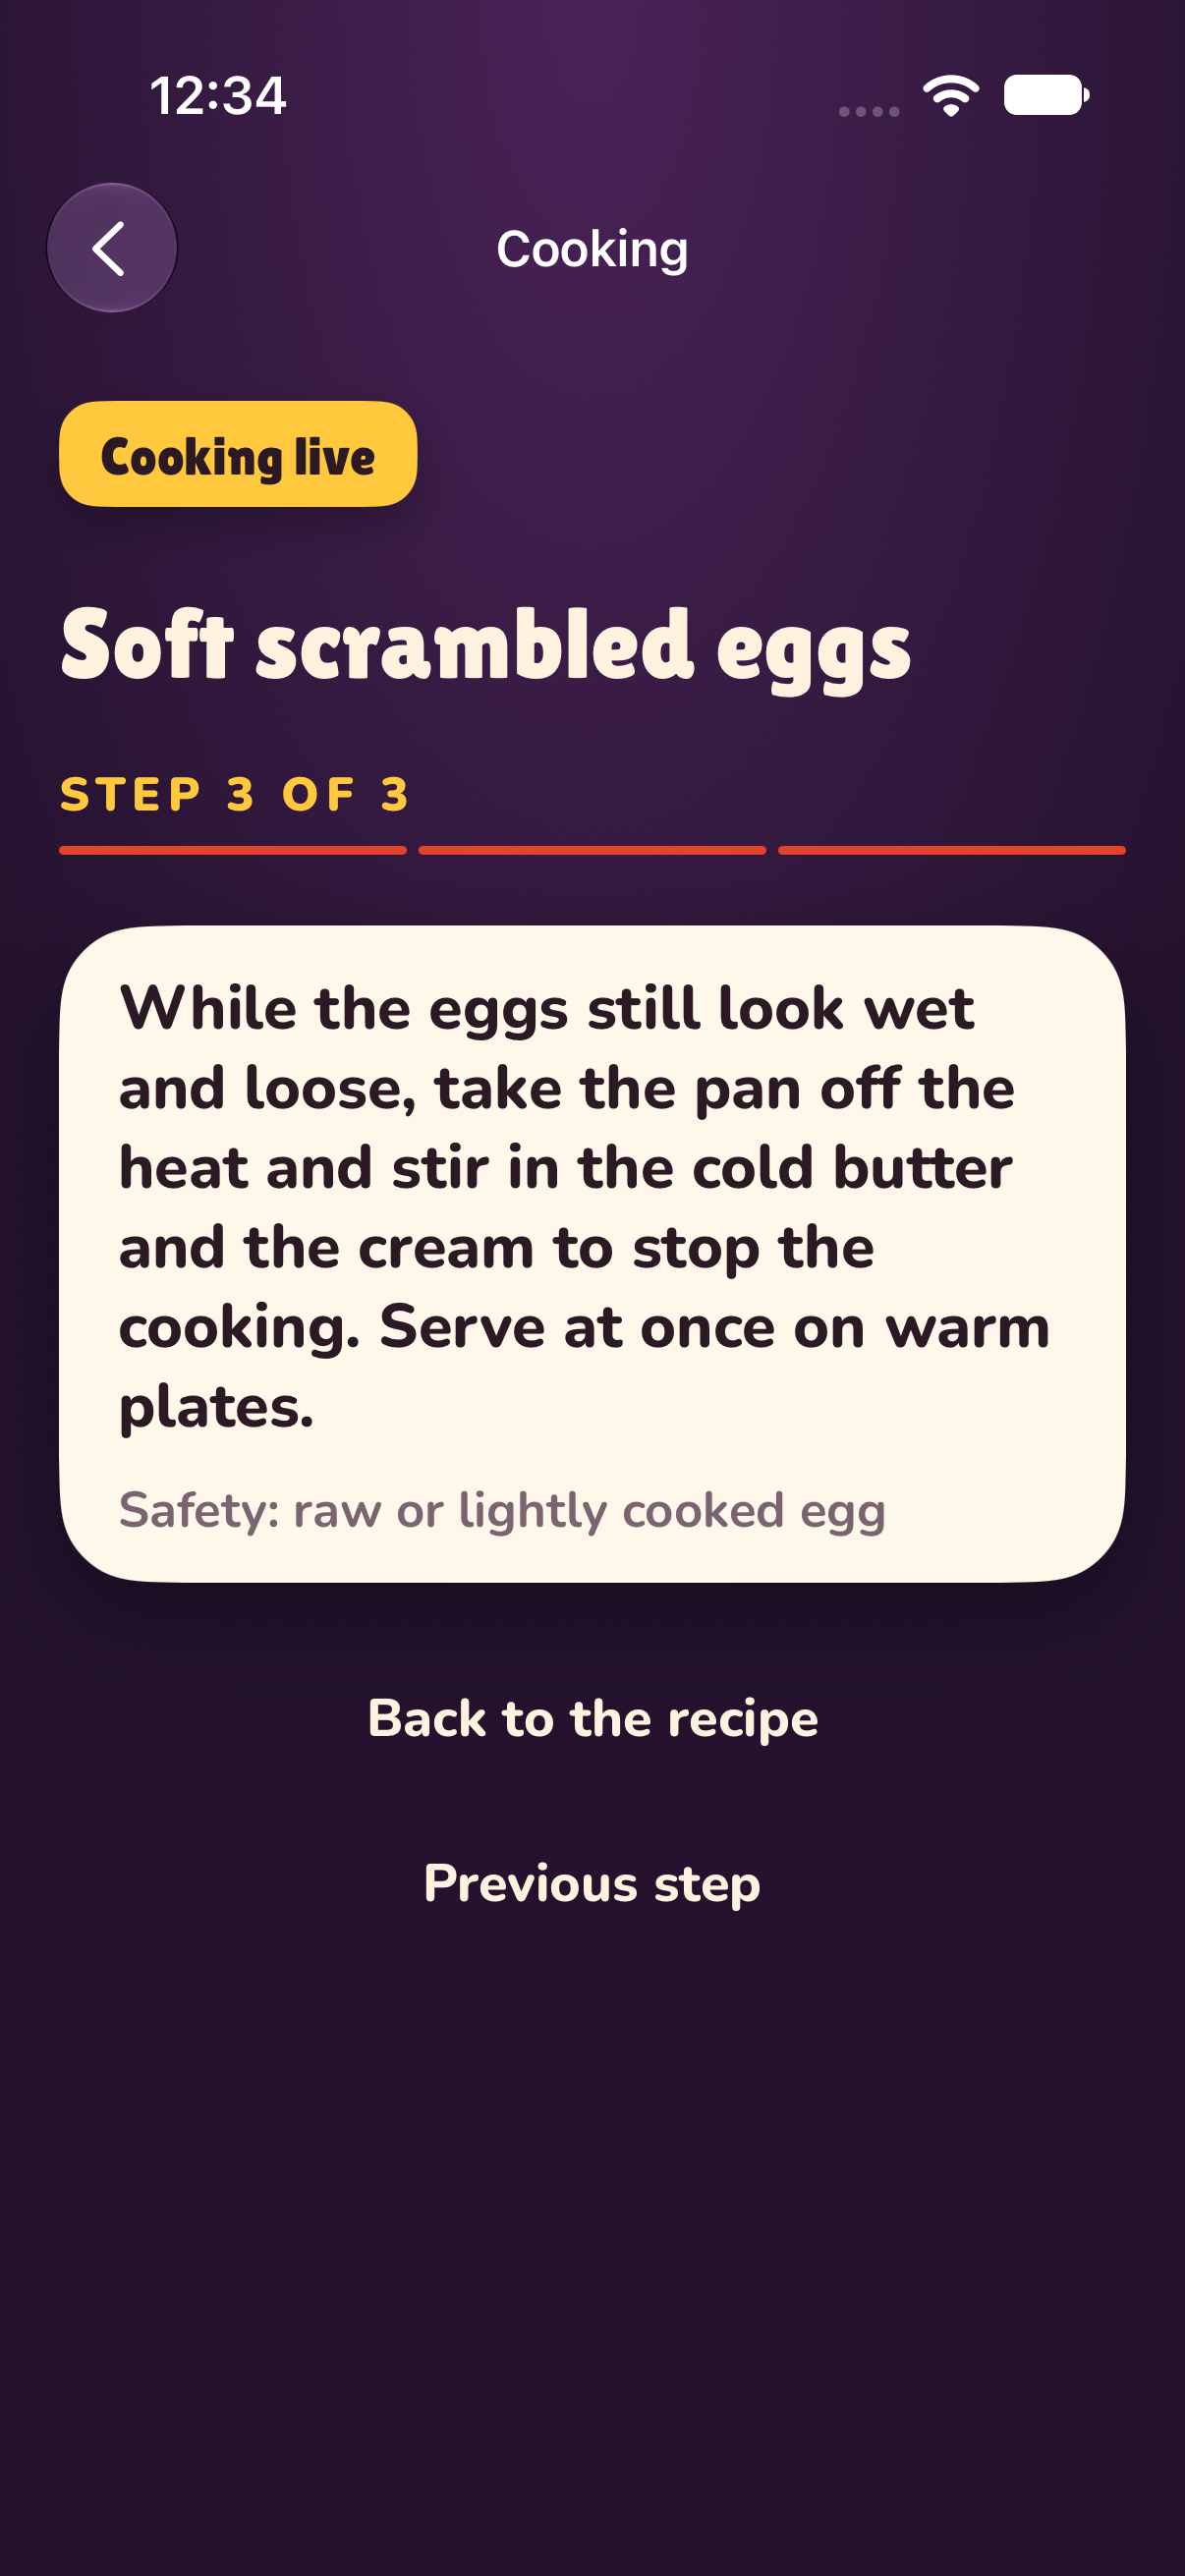 12:34
Cooking
Cooking live
Soft scrambled eggs
STEP 3 OF 3
While the eggs still look wet
and loose, take the pan off the
heat and stir in the cold butter
and the cream to stop the
cooking. Serve at once on warm
plates.
Safety: raw or lightly cooked egg
Back to the recipe
Previous step